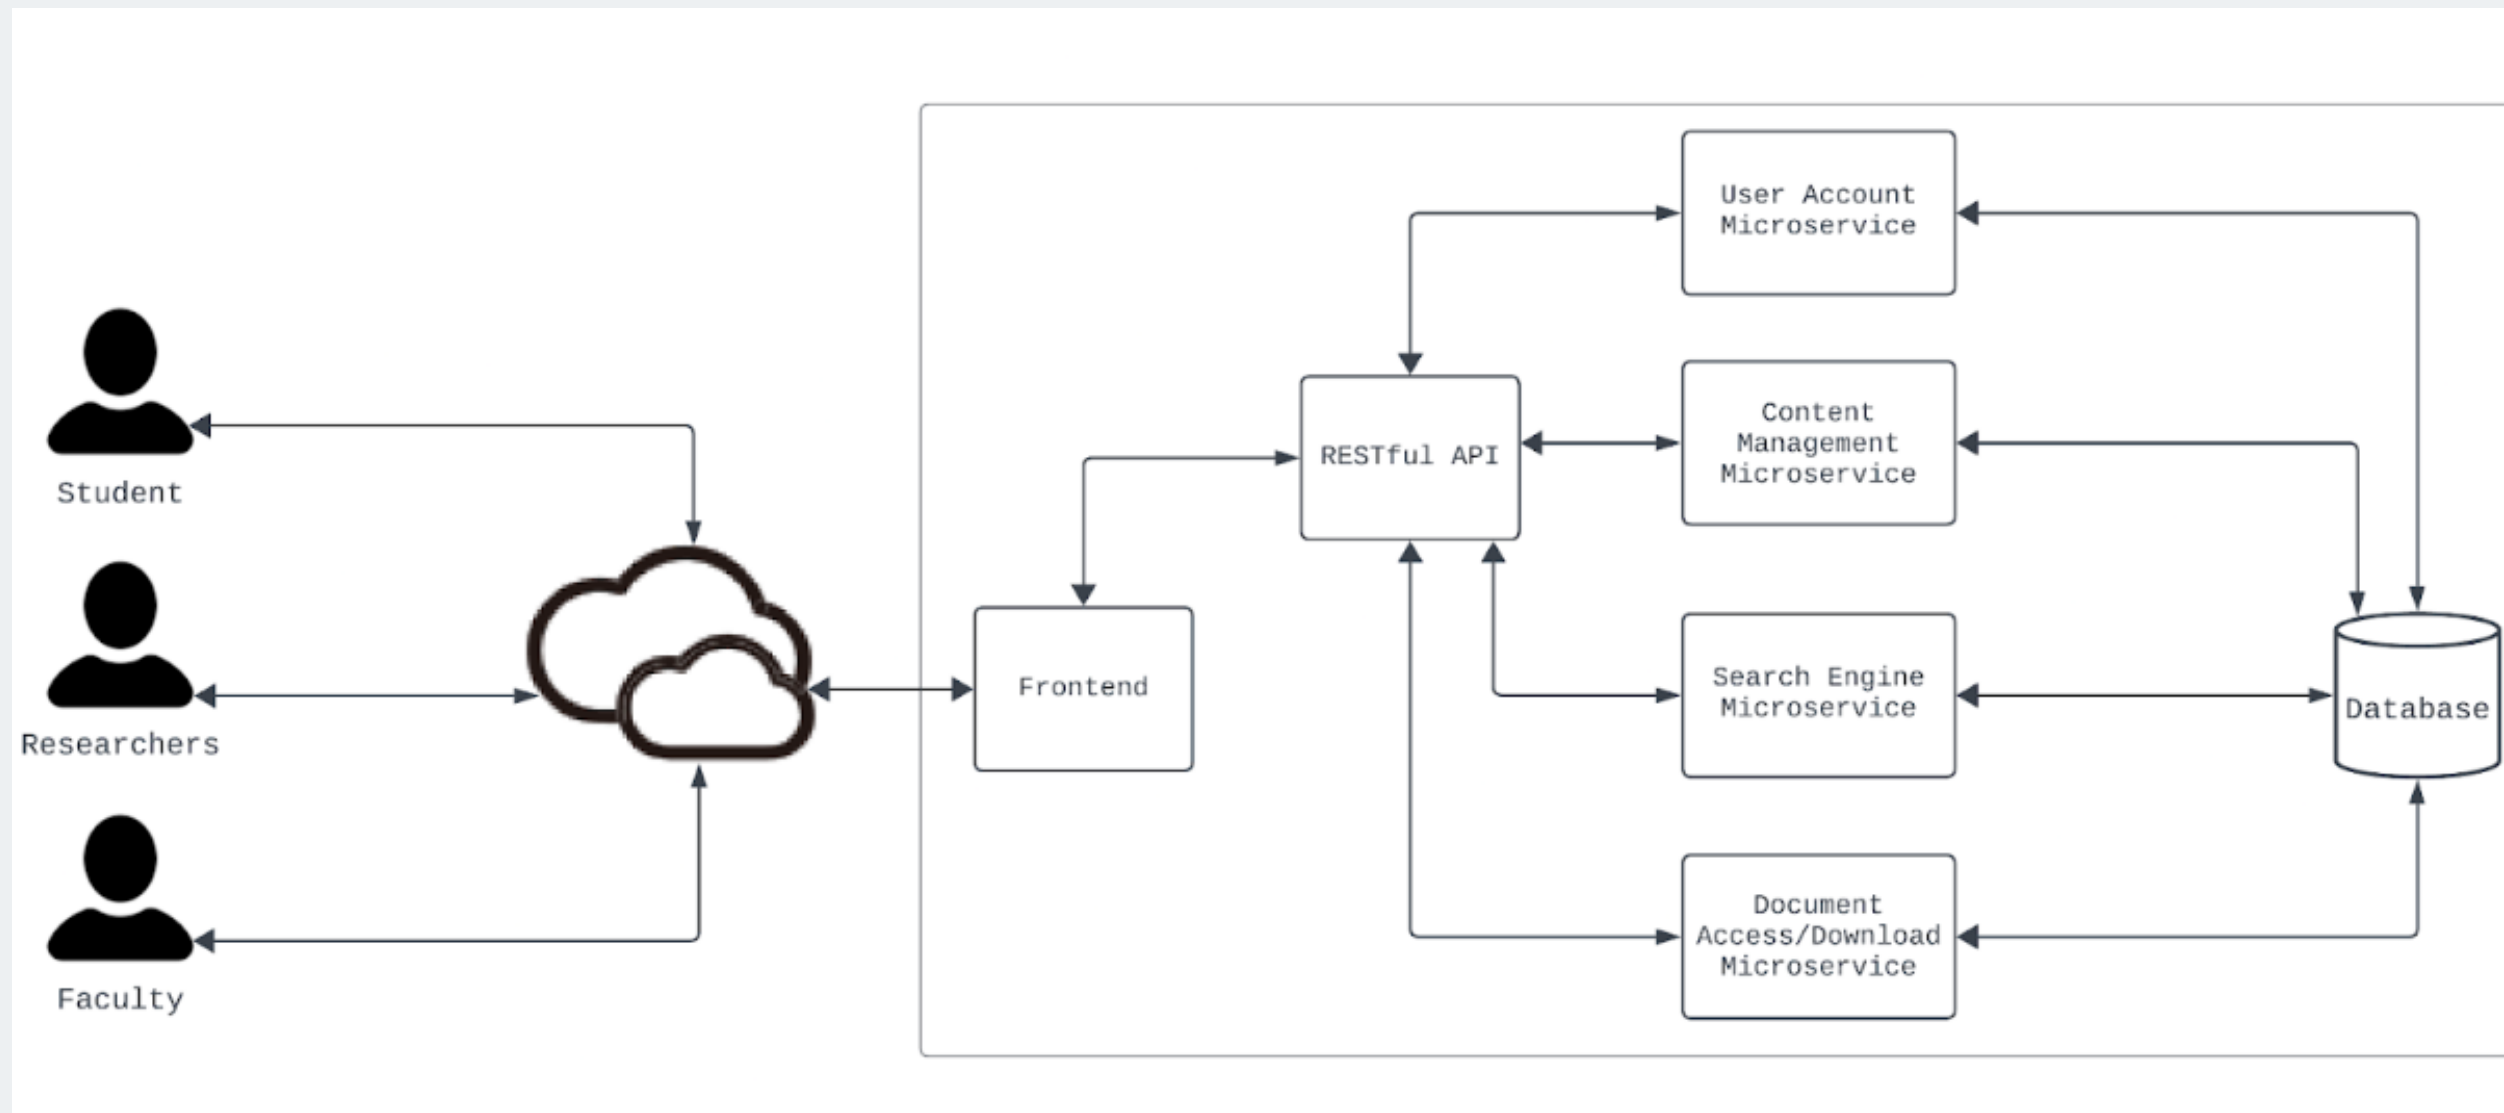 Student
Researchers
Faculty
Frontend
RESTful API
User Account
Microservice
Content
Management
Microservice
Search Engine
Microservice
Document
Access/Download
Microservice
Database